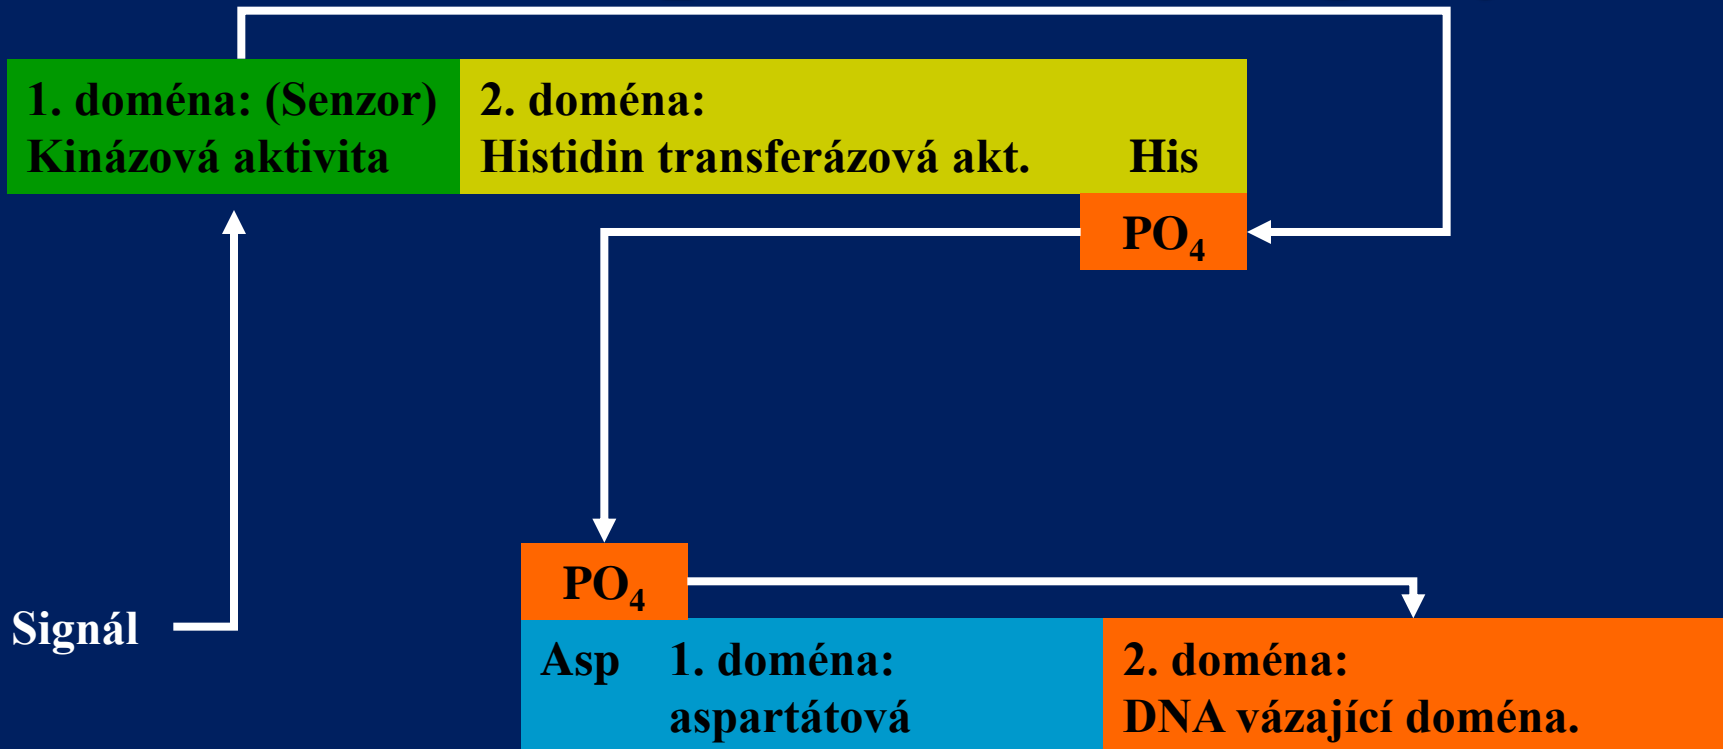 1. doména: (Senzor)
Kinázová aktivita
2. doména:
Histidin transferázová akt. His
PO₄
PO₄
Signál
Asp 1. doména:
aspartátová
2. doména:
DNA vázající doména.